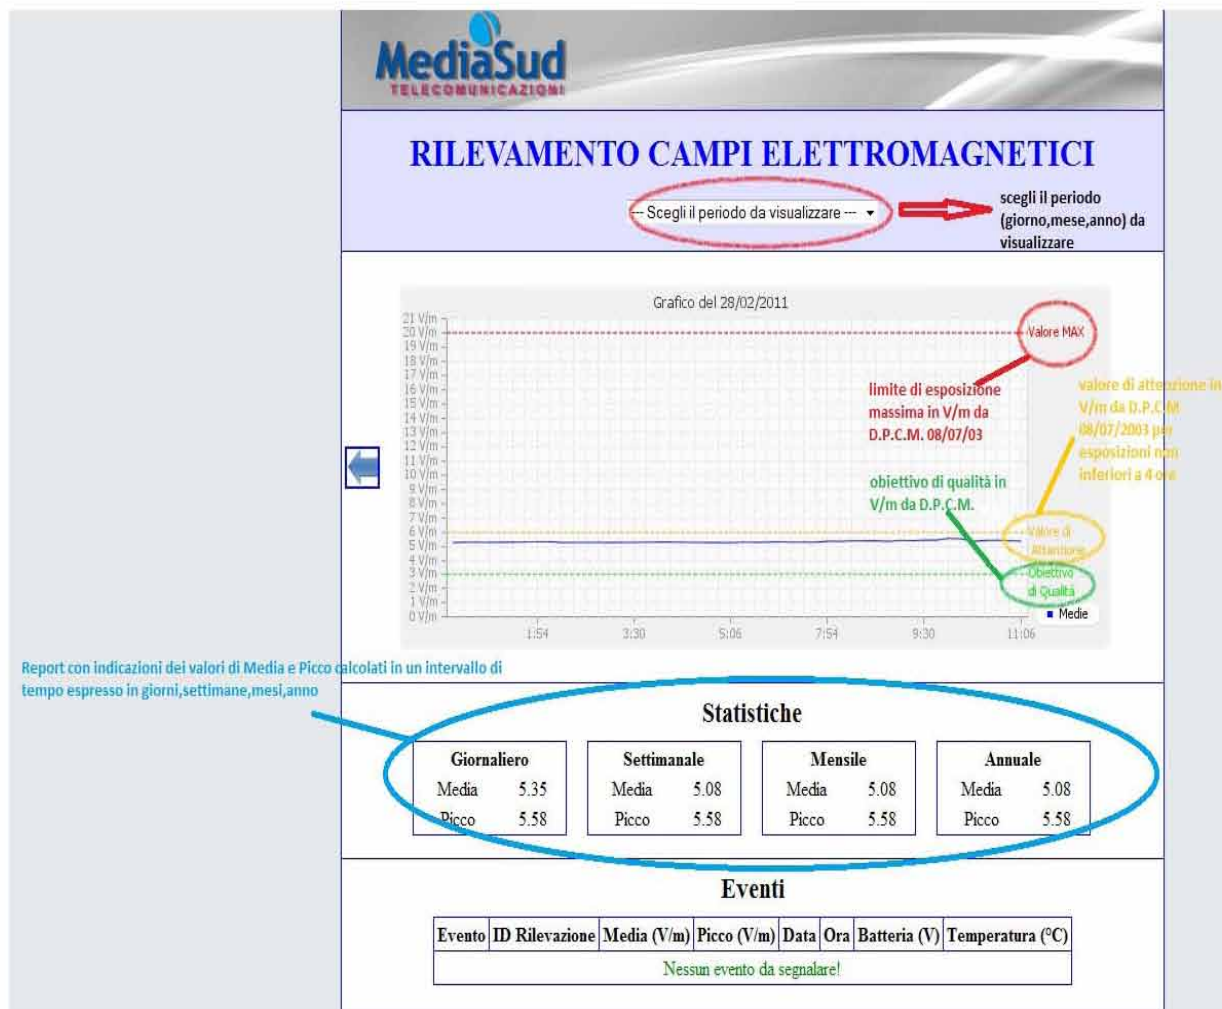 MediaSud
TELECOMUNICAZIONI
RILEVAMENTO CAMPI ELETTROMAGNETICI
--- Scegli il periodo da visualizzare ---
scegli il periodo
(giorno,mese,anno) da
visualizzare
Grafico del 28/02/2011
21 V/m
20 V/m
19 V/m
18 V/m
17 V/m
16 V/m
15 V/m
14 V/m
13 V/m
12 V/m
11 V/m
10 V/m
9 V/m
8 V/m
7 V/m
6 V/m
5 V/m
4 V/m
3 V/m
2 V/m
1 V/m
0 V/m
Valore MAX
limite di esposizione
massima in V/m da
D.P.C.M. 08/07/03
valore di attenzione in
V/m da D.P.C.M
08/07/2003 per
esposizioni non
inferiori a 4 ore
obiettivo di qualità in
V/m da D.P.C.M.
Valore di
Attenzione
Obiettivo
di Qualità
Medie
1:54 3:30 5:06 7:54 9:30 11:06
Report con indicazioni dei valori di Media e Picco calcolati in un intervallo di
tempo espresso in giorni,settimane,mesi,anno
Statistiche
Giornaliero Settimanale Mensile Annuale
Media 5.35 Media 5.08 Media 5.08 Media 5.08
Picco 5.58 Picco 5.58 Picco 5.58 Picco 5.58
Eventi
Evento ID Rilevazione Media (V/m) Picco (V/m) Data Ora Batteria (V) Temperatura (°C)
Nessun evento da segnalare!